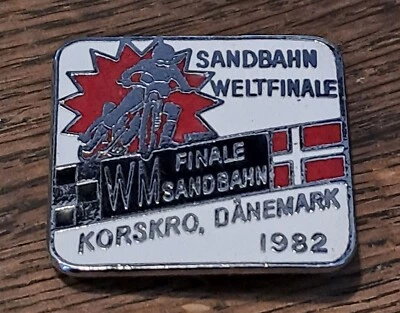 SANDBAHN
WELTFINALE
FINALE
WM SANDBAHN
KORSKRO, DÄNEMARK
1982